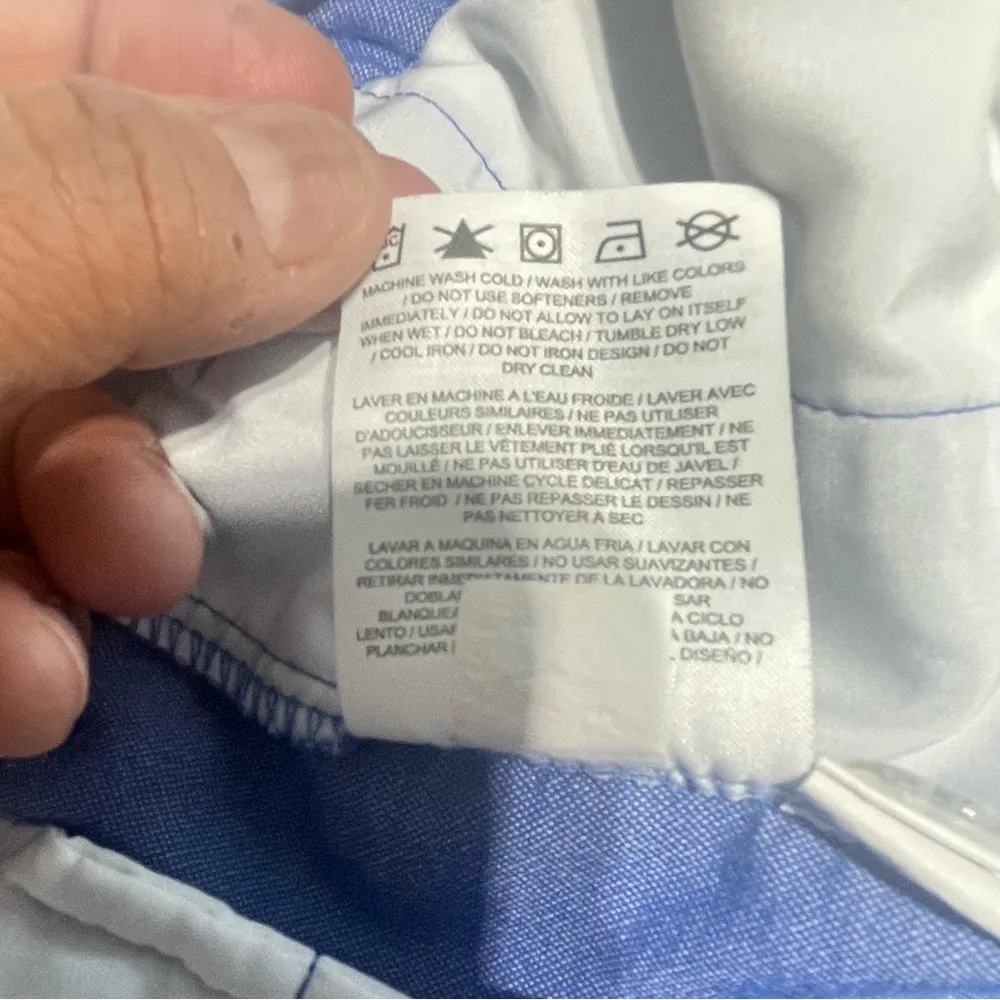 MACHINE WASH COLD / WASH WITH LIKE COLORS
/ DO NOT USE SOFTENERS / REMOVE
IMMEDIATELY / DO NOT ALLOW TO LAY ON ITSELF
WHEN WET / DO NOT BLEACH / TUMBLE DRY LOW
/ COOL IRON / DO NOT IRON DESIGN / DO NOT
DRY CLEAN
LAVER EN MACHINE A L'EAU FROIDE / LAVER AVEC
COULEURS SIMILAIRES / NE PAS UTILISER
D'ADOUCISSEUR / ENLEVER IMMEDIATEMENT / NE
PAS LAISSER LE VÊTEMENT PLIÉ LORSQU'IL EST
MOUILLÉ / NE PAS UTILISER D'EAU DE JAVEL /
SECHER EN MACHINE CYCLE DELICAT / REPASSER
FER FROID / NE PAS REPASSER LE DESSIN / NE
PAS NETTOYER A SEC
LAVAR A MAQUINA EN AGUA FRIA / LAVAR CON
COLORES SIMILARES / NO USAR SUAVIZANTES /
RETIRAR INMEDIATAMENTE DE LA LAVADORA / NO
DOBLA SAR
BLANQUE A CICLO
LENTO / USA A BAJA / NO
PLANCHAR DISEÑO /